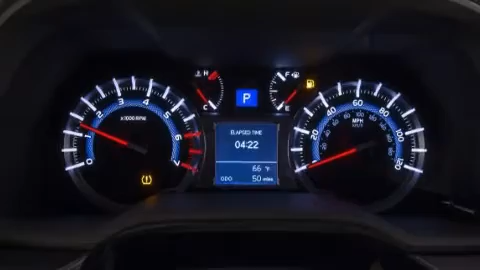 H
C
F
E
P
0 1 2 3 4 5 6 7
X1000 RPM
ELAPSED TIME
04:22
66 °F
ODO 50 miles
0 20 40 60 80 100 120
MPH